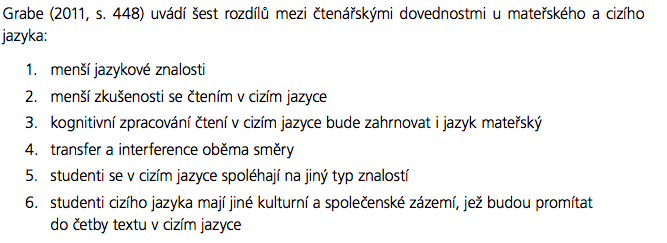 Grabe (2011, s. 448) uvádí šest rozdílů mezi čtenářskými dovednostmi u mateřského a cizího
jazyka:
1. menší jazykové znalosti
2. menší zkušenosti se čtením v cizím jazyce
3. kognitivní zpracování čtení v cizím jazyce bude zahrnovat i jazyk mateřský
4. transfer a interference oběma směry
5. studenti se v cizím jazyce spoléhají na jiný typ znalostí
6. studenti cizího jazyka mají jiné kulturní a společenské zázemí, jež budou promítat
do četby textu v cizím jazyce